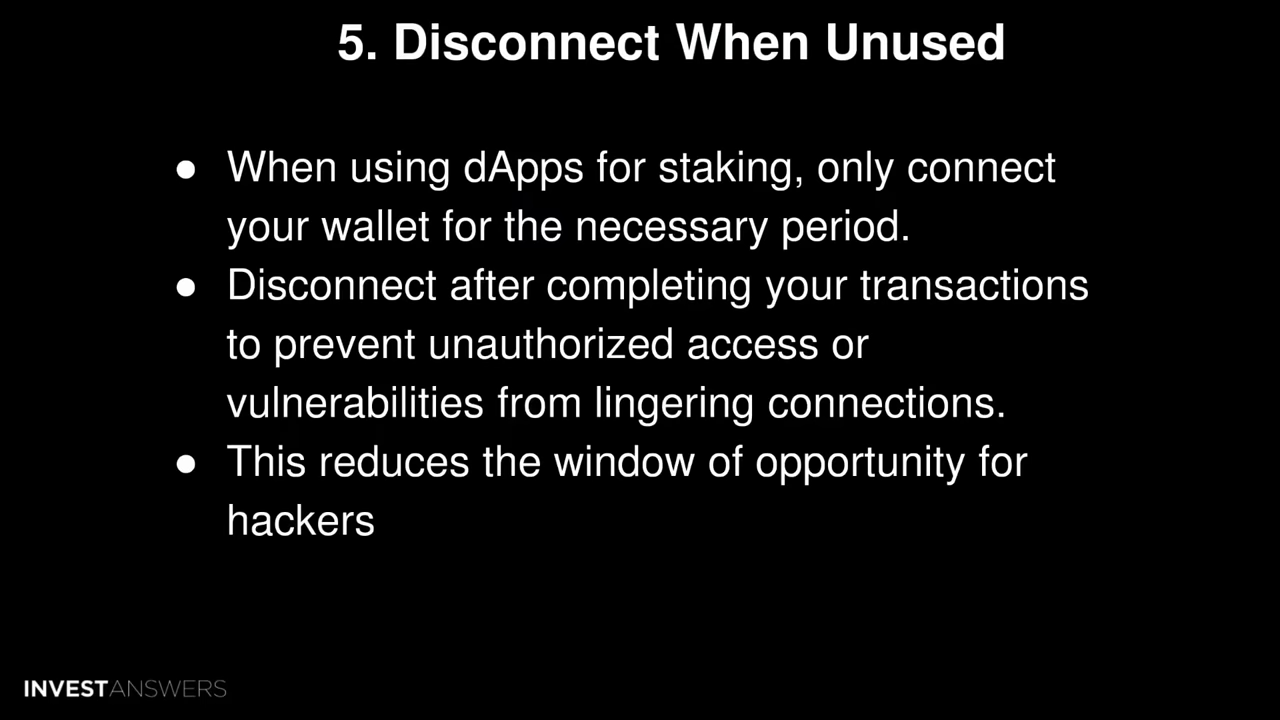 5. Disconnect When Unused
● When using dApps for staking, only connect
your wallet for the necessary period.
● Disconnect after completing your transactions
to prevent unauthorized access or
vulnerabilities from lingering connections.
● This reduces the window of opportunity for
hackers
INVESTANSWERS